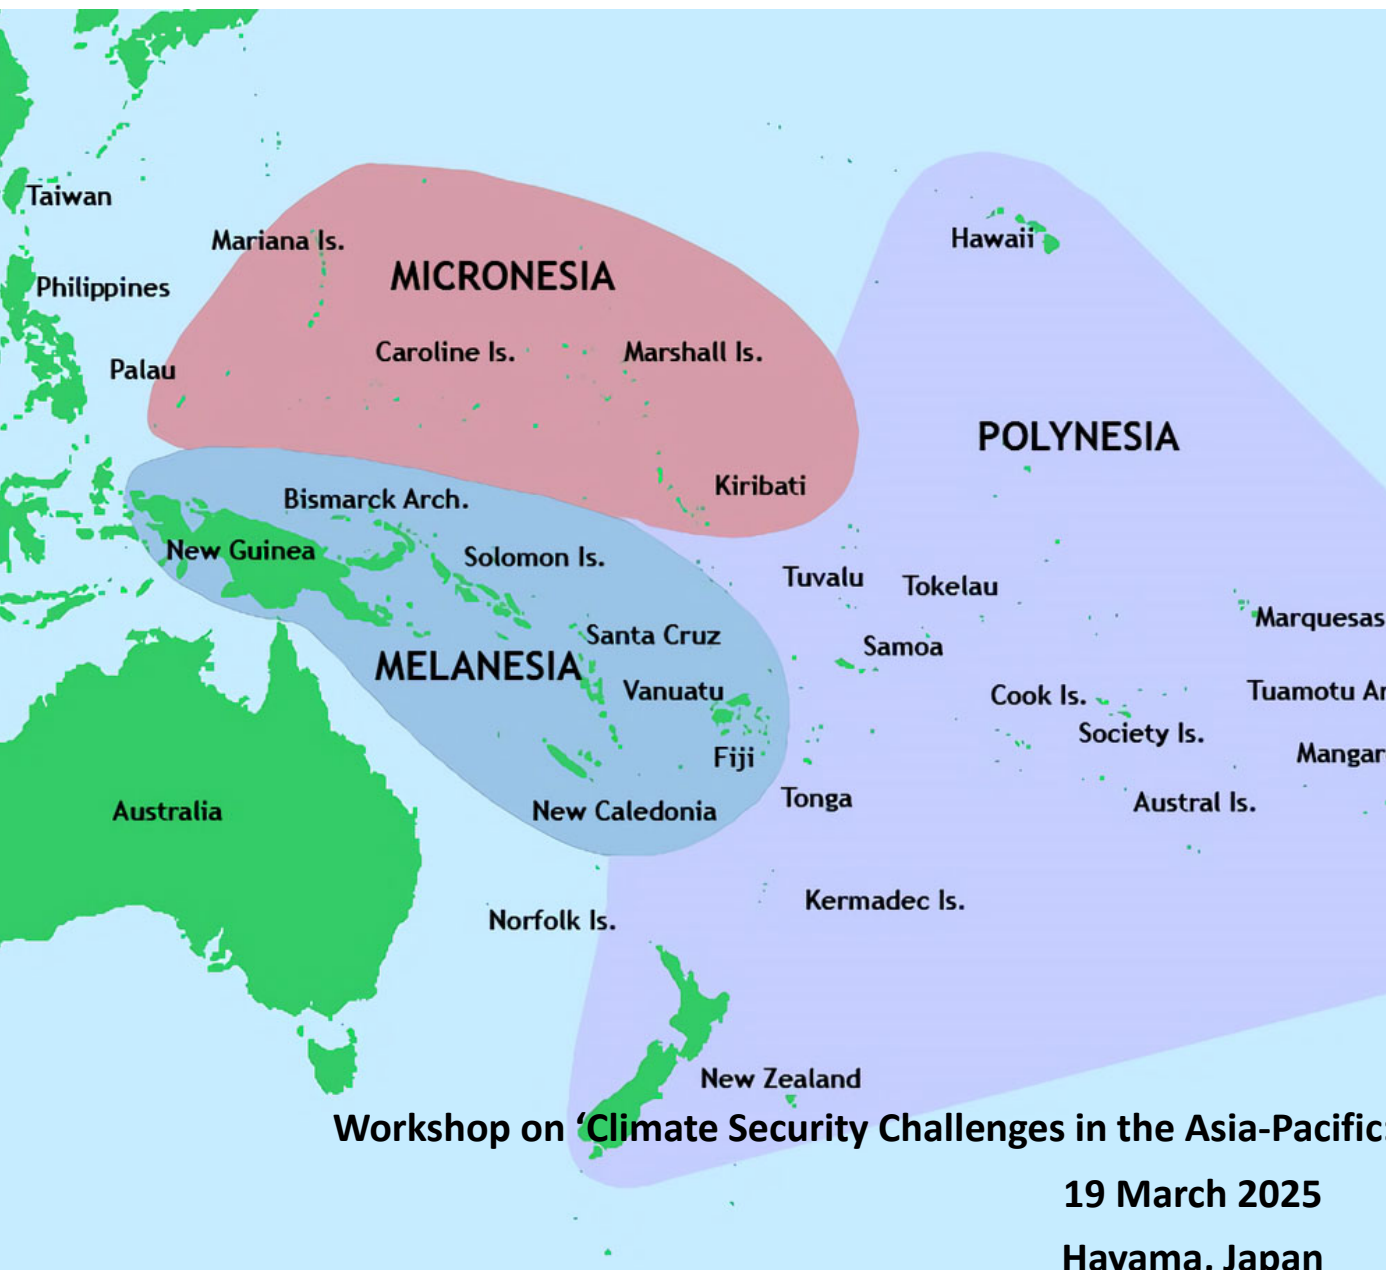 Taiwan
Mariana Is.
Hawaii
MICRONESIA
Philippines
Caroline Is.
Marshall Is.
Palau
POLYNESIA
Kiribati
Bismarck Arch.
New Guinea
Solomon Is.
Tuvalu
Tokelau
Marquesas
Santa Cruz
Samoa
MELANESIA
Vanuatu
Cook Is.
Tuamotu
Society Is.
Fiji
Tonga
Austral Is.
Australia
New Caledonia
Kermadec Is.
Norfolk Is.
New Zealand
Workshop on ‘Climate Security Challenges in the Asia-Pacific:
19 March 2025
Hayama, Japan